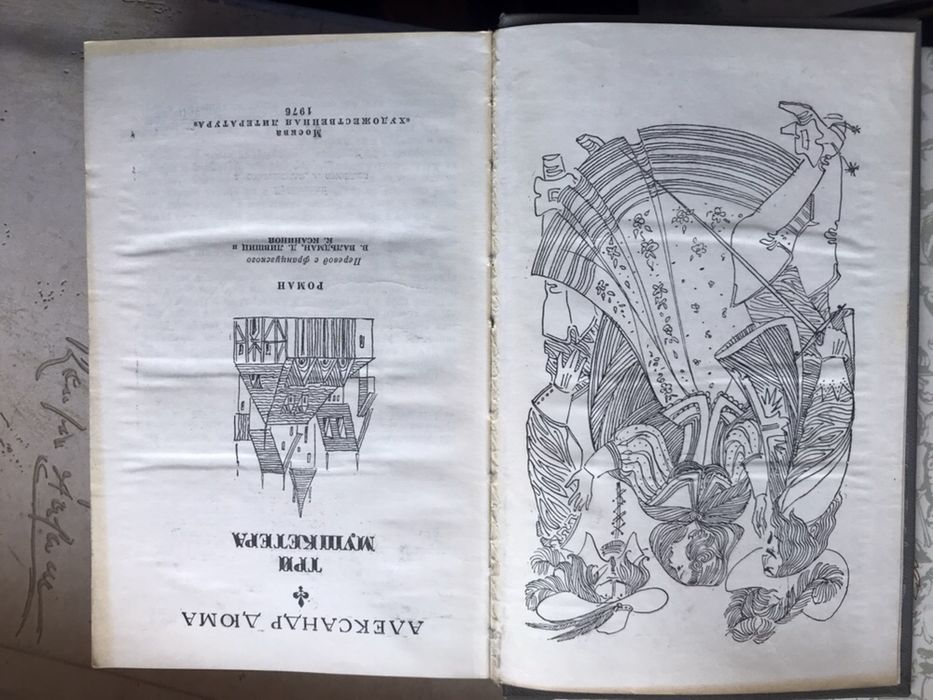 АЛЕКСАНДР ДЮМА
ТРИ
МУШКЕТЕРА
РОМАН
Перевод с французского
В. ВАЛЬДМАН, Д. ЛИВШИЦ и
К. КСАНИНОЙ
Москва
«ХУДОЖЕСТВЕННАЯ ЛИТЕРАТУРА»
1976